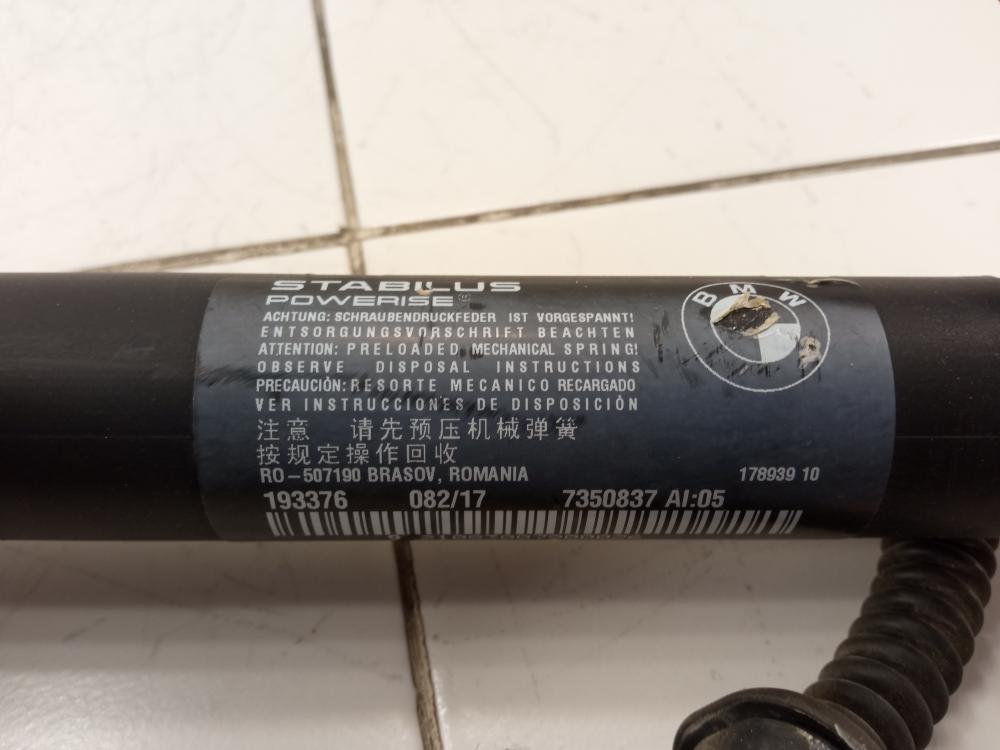 STABILUS
POWERISE®
ACHTUNG: SCHRAUBENDRUCKFEDER IST VORGESPANNT!
ENTSORGUNGSVORSCHRIFT BEACHTEN
ATTENTION: PRELOADED MECHANICAL SPRING!
OBSERVE DISPOSAL INSTRUCTIONS
PRECAUCIÓN: RESORTE MECANICO RECARGADO
VER INSTRUCCIONES DE DISPOSICIÓN
注意 请先预压机械弹簧
按规定操作回收
RO-507190 BRASOV, ROMANIA 178939 10
193376 082/17 7350837 AI:05
BMW